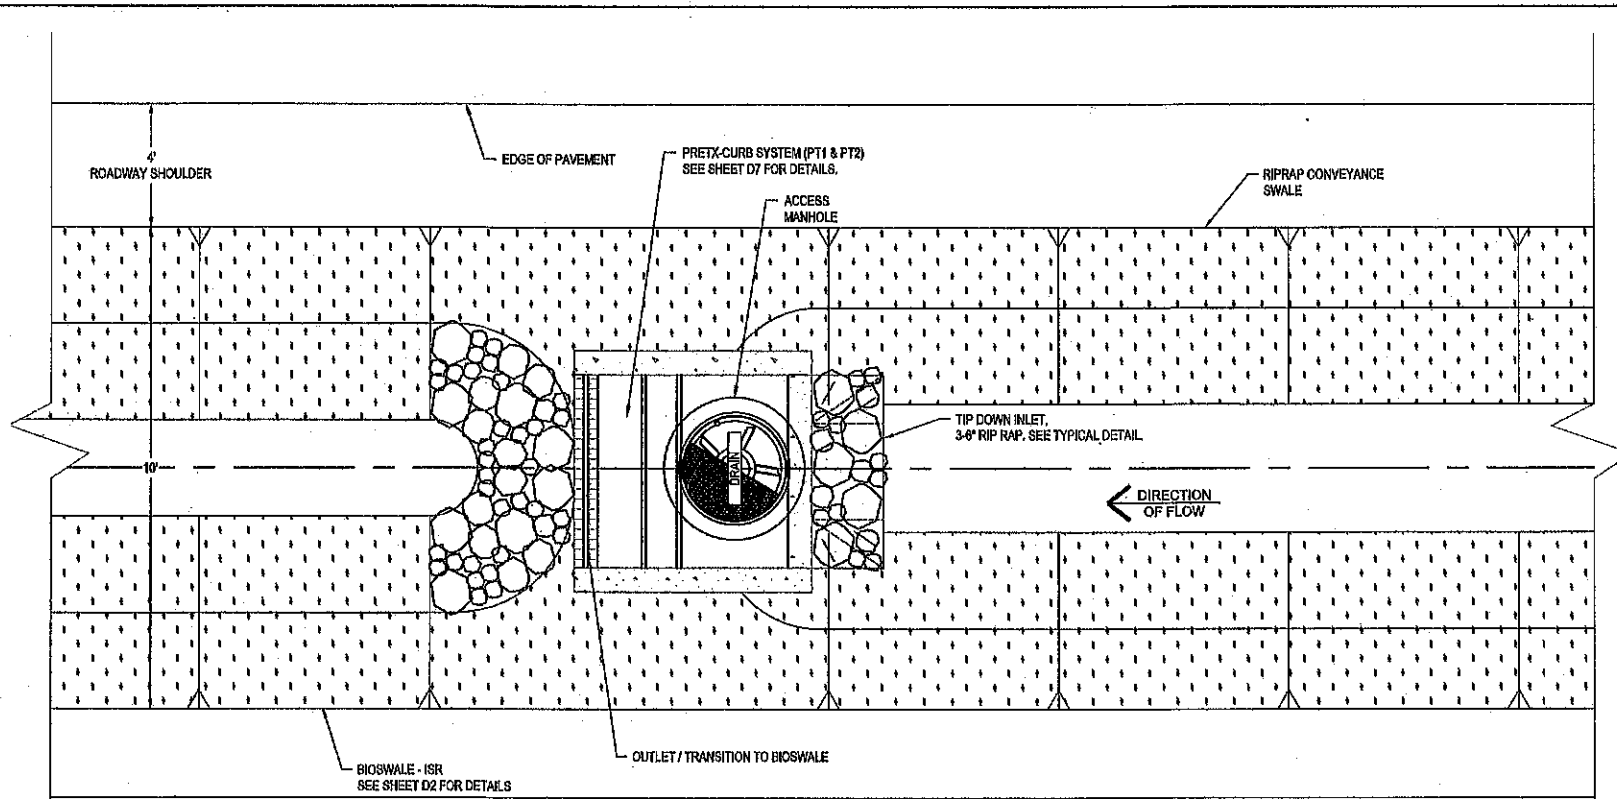 4'
ROADWAY SHOULDER
EDGE OF PAVEMENT
PRETX-CURB SYSTEM (PT1 & PT2)
SEE SHEET D7 FOR DETAILS.
ACCESS
MANHOLE
RIPRAP CONVEYANCE
SWALE
TIP DOWN INLET,
3-6" RIP RAP. SEE TYPICAL DETAIL
10'
DRAIN
DIRECTION
OF FLOW
OUTLET / TRANSITION TO BIOSWALE
BIOSWALE - ISR
SEE SHEET D2 FOR DETAILS